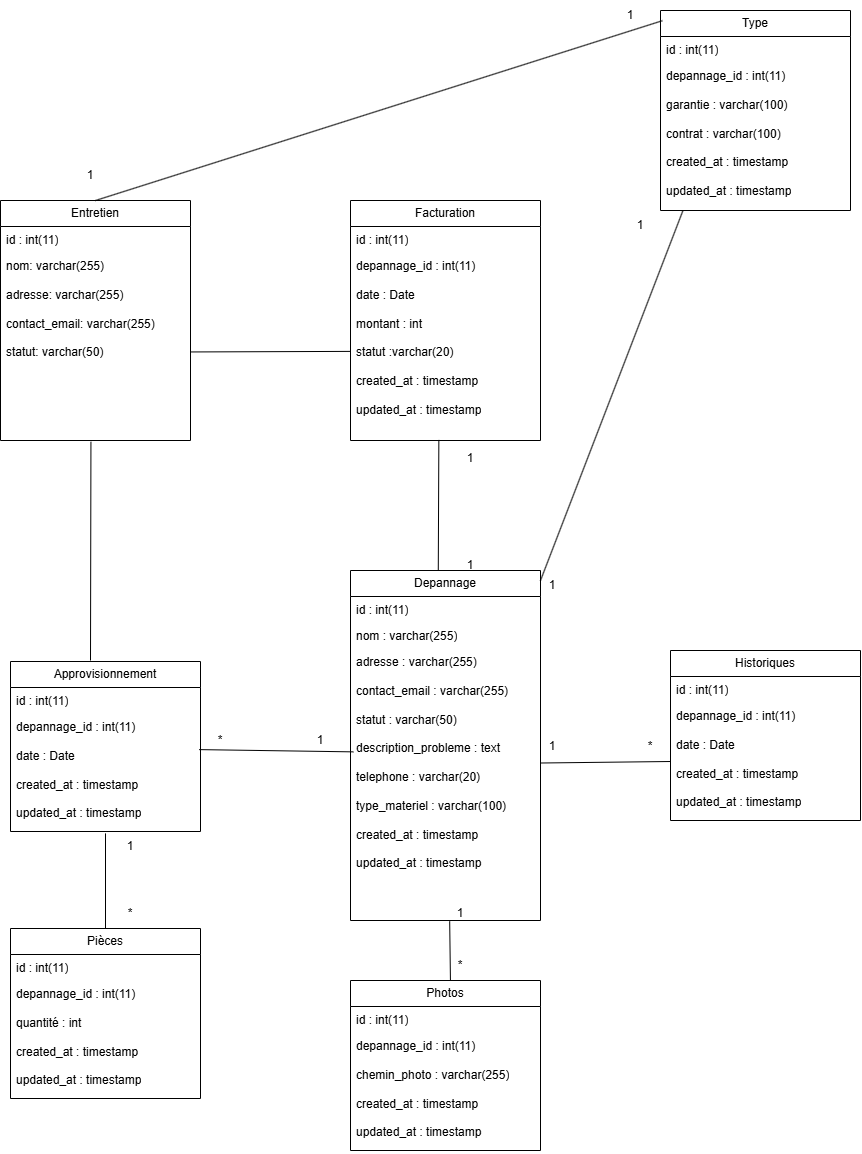 1
Type
id : int(11)
depannage_id : int(11)
garantie : varchar(100)
contrat : varchar(100)
created_at : timestamp
updated_at : timestamp
1
1
Entretien
id : int(11)
nom: varchar(255)
adresse: varchar(255)
contact_email: varchar(255)
statut: varchar(50)
Facturation
id : int(11)
depannage_id : int(11)
date : Date
montant : int
statut :varchar(20)
created_at : timestamp
updated_at : timestamp
1
1
1
Depannage
id : int(11)
nom : varchar(255)
adresse : varchar(255)
contact_email : varchar(255)
statut : varchar(50)
description_probleme : text
telephone : varchar(20)
type_materiel : varchar(100)
created_at : timestamp
updated_at : timestamp
1
Historiques
id : int(11)
depannage_id : int(11)
date : Date
created_at : timestamp
updated_at : timestamp
1
*
Approvisionnement
id : int(11)
depannage_id : int(11)
date : Date
created_at : timestamp
updated_at : timestamp
*
1
1
*
Pièces
id : int(11)
depannage_id : int(11)
quantité : int
created_at : timestamp
updated_at : timestamp
*
Photos
id : int(11)
depannage_id : int(11)
chemin_photo : varchar(255)
created_at : timestamp
updated_at : timestamp